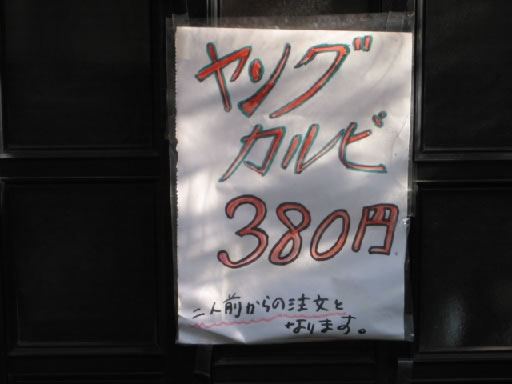 ヤング
カルビ
380円
二人前からの注文と
なります。